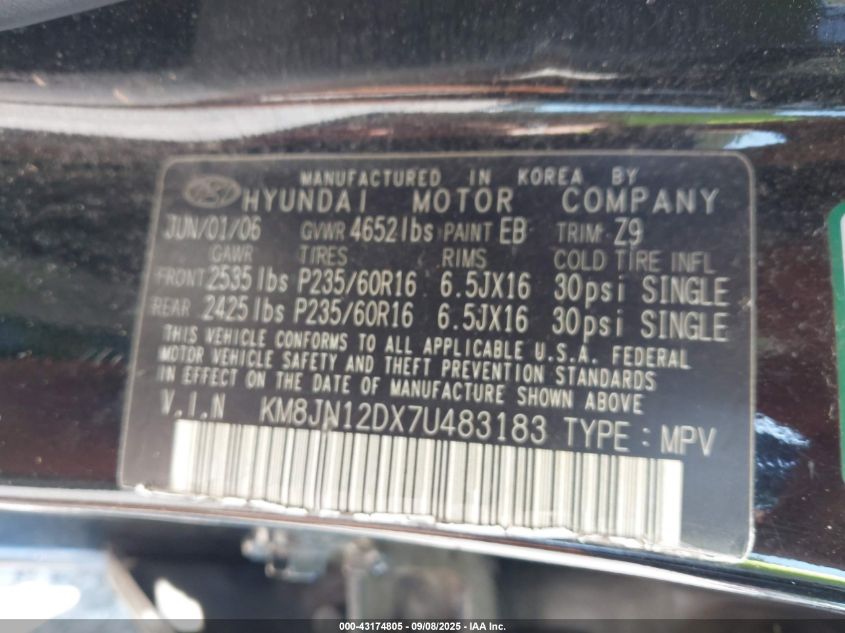 MANUFACTURED IN KOREA BY
HYUNDAI MOTOR COMPANY
JUN/01/06 GVWR 4652lbs PAINT EB TRIM Z9
GAWR TIRES RIMS COLD TIRE INFL
FRONT 2535lbs P235/60R16 6.5JX16 30psi SINGLE
REAR 2425lbs P235/60R16 6.5JX16 30psi SINGLE
THIS VEHICLE CONFORMS TO ALL APPLICABLE U.S.A. FEDERAL
MOTOR VEHICLE SAFETY AND THEFT PREVENTION STANDARDS
IN EFFECT ON THE DATE OF MANUFACTURE SHOWN ABOVE
V.I.N KM8JN12DX7U483183 TYPE : MPV
000-43174805 - 09/08/2025 - IAA Inc.